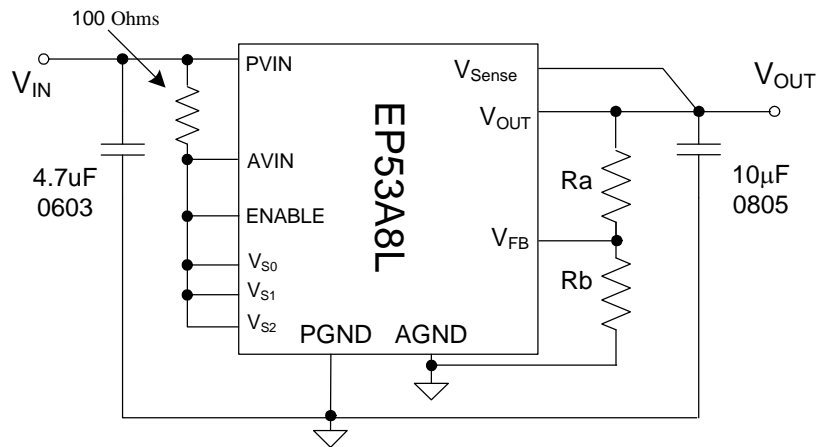 100 Ohms
PVIN
V_Sense
V_IN
V_OUT
V_OUT
EP53A8L
4.7uF
0603
AVIN
Ra
10μF
0805
ENABLE
V_FB
V_S0
Rb
V_S1
V_S2
PGND
AGND